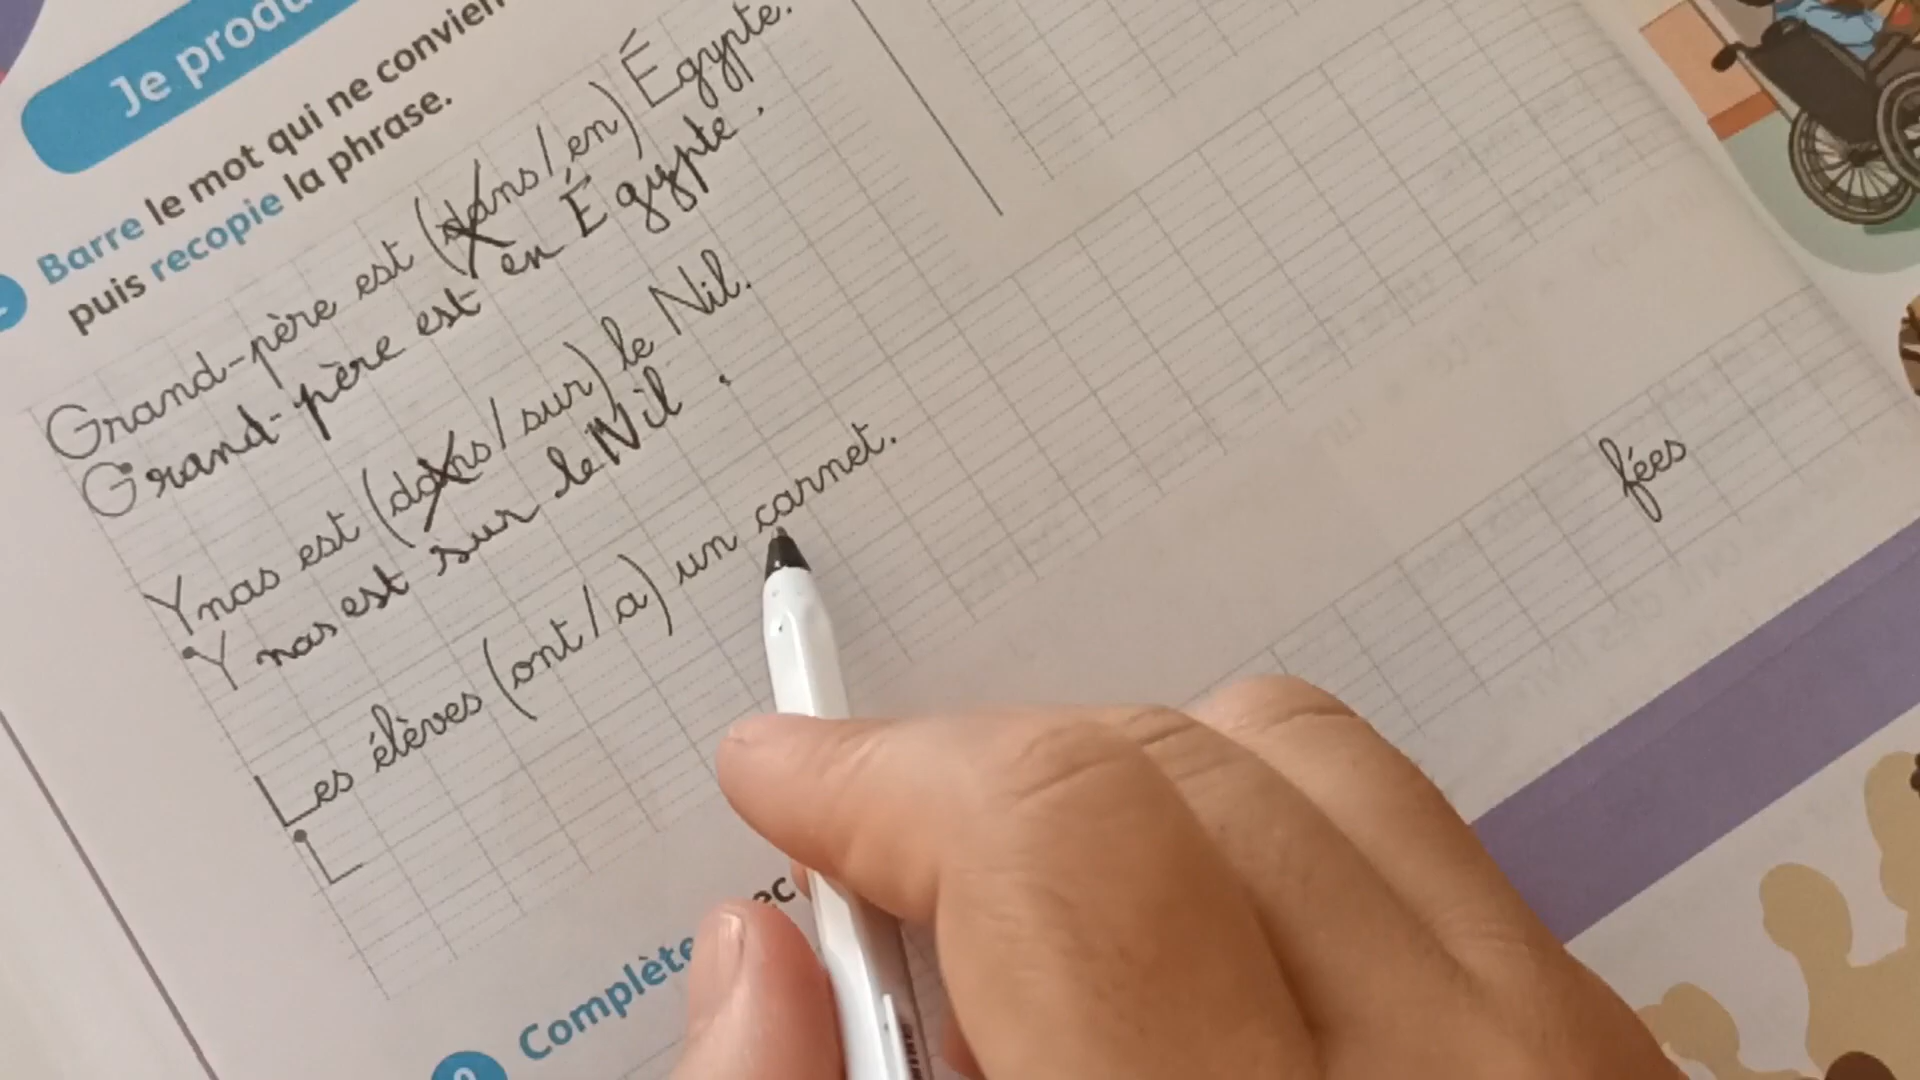 Je produ
Barre le mot qui ne convien
puis recopie la phrase.
Grand-père est (dans / en) Égypte.
Grand-père est en Égypte.
Ynas est (dans / sur) le Nil.
Ynas est sur le Nil.
Les élèves (ont / a) un carnet.
L
fées
Complète ec